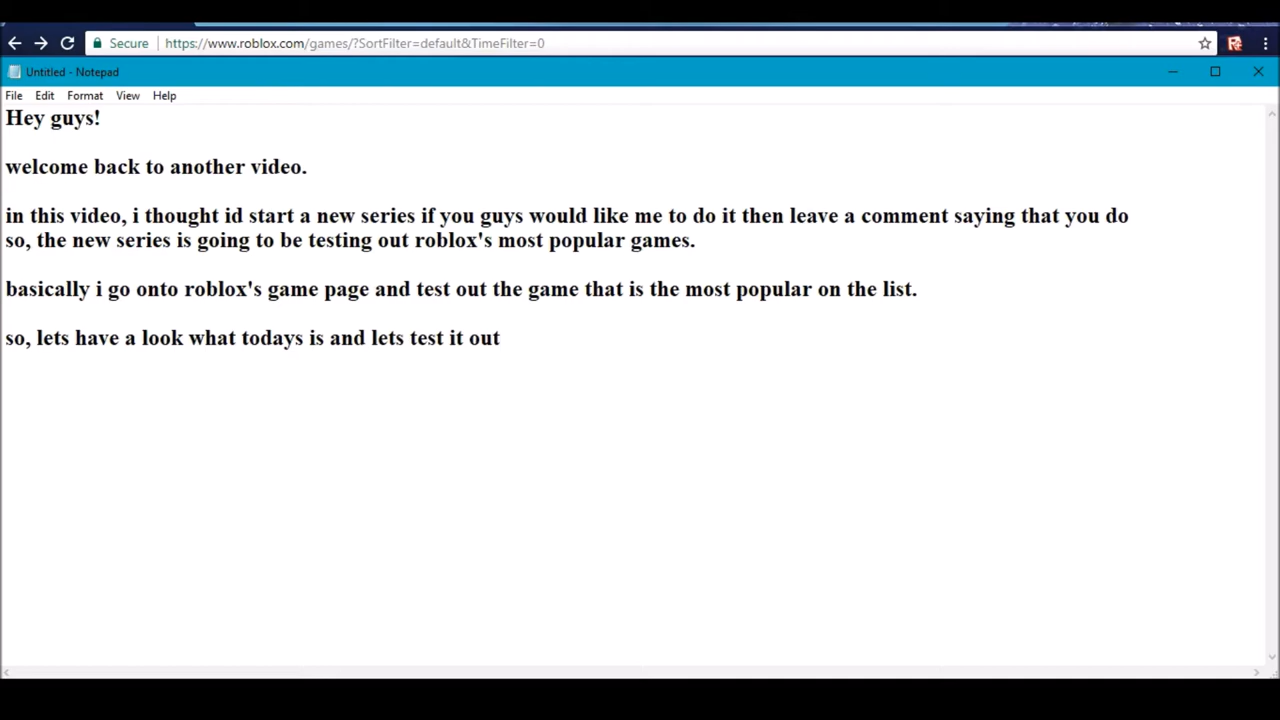 Secure https://www.roblox.com/games/?SortFilter=default&TimeFilter=0
Untitled - Notepad
File Edit Format View Help
Hey guys!
welcome back to another video.
in this video, i thought id start a new series if you guys would like me to do it then leave a comment saying that you do
so, the new series is going to be testing out roblox's most popular games.
basically i go onto roblox's game page and test out the game that is the most popular on the list.
so, lets have a look what todays is and lets test it out